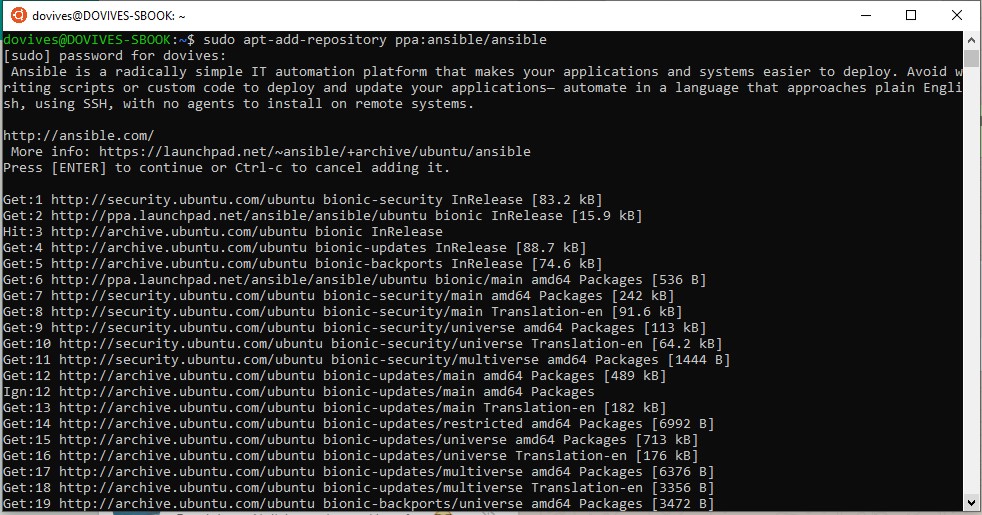 dovives@DOVIVES-SBOOK: ~
dovives@DOVIVES-SBOOK:~$ sudo apt-add-repository ppa:ansible/ansible
[sudo] password for dovives:
 Ansible is a radically simple IT automation platform that makes your applications and systems easier to deploy. Avoid w
riting scripts or custom code to deploy and update your applications— automate in a language that approaches plain Engli
sh, using SSH, with no agents to install on remote systems.
http://ansible.com/
 More info: https://launchpad.net/~ansible/+archive/ubuntu/ansible
Press [ENTER] to continue or Ctrl-c to cancel adding it.
Get:1 http://security.ubuntu.com/ubuntu bionic-security InRelease [83.2 kB]
Get:2 http://ppa.launchpad.net/ansible/ansible/ubuntu bionic InRelease [15.9 kB]
Hit:3 http://archive.ubuntu.com/ubuntu bionic InRelease
Get:4 http://archive.ubuntu.com/ubuntu bionic-updates InRelease [88.7 kB]
Get:5 http://archive.ubuntu.com/ubuntu bionic-backports InRelease [74.6 kB]
Get:6 http://ppa.launchpad.net/ansible/ansible/ubuntu bionic/main amd64 Packages [536 B]
Get:7 http://security.ubuntu.com/ubuntu bionic-security/main amd64 Packages [242 kB]
Get:8 http://security.ubuntu.com/ubuntu bionic-security/main Translation-en [91.6 kB]
Get:9 http://security.ubuntu.com/ubuntu bionic-security/universe amd64 Packages [113 kB]
Get:10 http://security.ubuntu.com/ubuntu bionic-security/universe Translation-en [64.2 kB]
Get:11 http://security.ubuntu.com/ubuntu bionic-security/multiverse amd64 Packages [1444 B]
Get:12 http://archive.ubuntu.com/ubuntu bionic-updates/main amd64 Packages [489 kB]
Ign:12 http://archive.ubuntu.com/ubuntu bionic-updates/main amd64 Packages
Get:13 http://archive.ubuntu.com/ubuntu bionic-updates/main Translation-en [182 kB]
Get:14 http://archive.ubuntu.com/ubuntu bionic-updates/restricted amd64 Packages [6992 B]
Get:15 http://archive.ubuntu.com/ubuntu bionic-updates/universe amd64 Packages [713 kB]
Get:16 http://archive.ubuntu.com/ubuntu bionic-updates/universe Translation-en [176 kB]
Get:17 http://archive.ubuntu.com/ubuntu bionic-updates/multiverse amd64 Packages [6376 B]
Get:18 http://archive.ubuntu.com/ubuntu bionic-updates/multiverse Translation-en [3356 B]
Get:19 http://archive.ubuntu.com/ubuntu bionic-backports/universe amd64 Packages [3472 B]